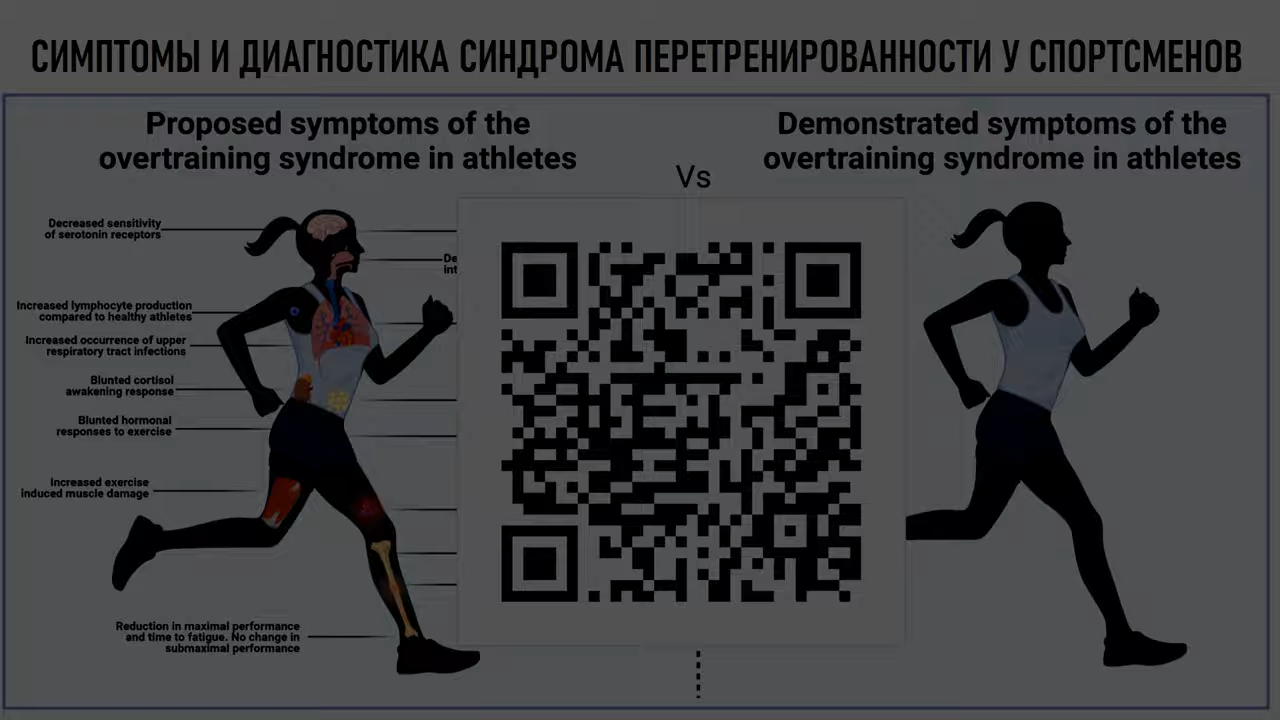 СИМПТОМЫ И ДИАГНОСТИКА СИНДРОМА ПЕРЕТРЕНИРОВАННОСТИ У СПОРТСМЕНОВ
Proposed symptoms of the
overtraining syndrome in athletes
Vs
Demonstrated symptoms of the
overtraining syndrome in athletes
Decreased sensitivity
of serotonin receptors
De
int
Increased lymphocyte production
compared to healthy athletes
Increased occurrence of upper
respiratory tract infections
Blunted cortisol
awakening response
Blunted hormonal
responses to exercise
Increased exercise
induced muscle damage
Reduction in maximal performance
and time to fatigue. No change in
submaximal performance